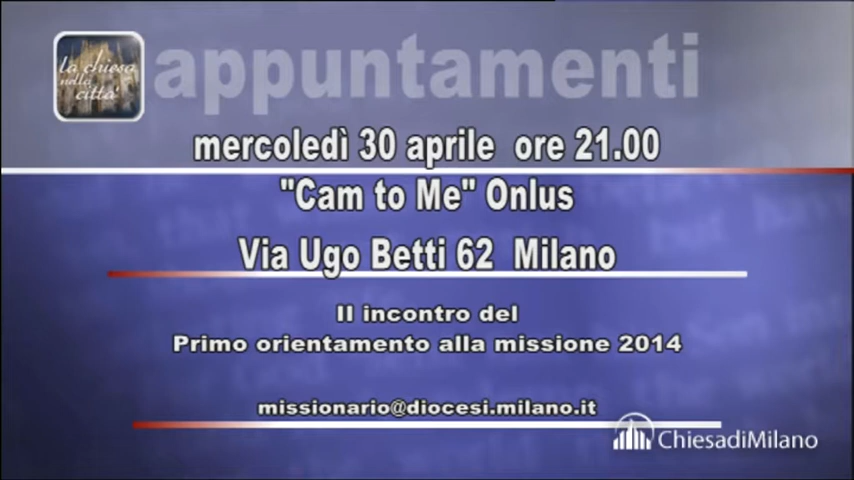 la chiesa
nella
città
appuntamenti
mercoledì 30 aprile ore 21.00
"Cam to Me" Onlus
Via Ugo Betti 62 Milano
II incontro del
Primo orientamento alla missione 2014
missionario@diocesi.milano.it
ChiesadiMilano